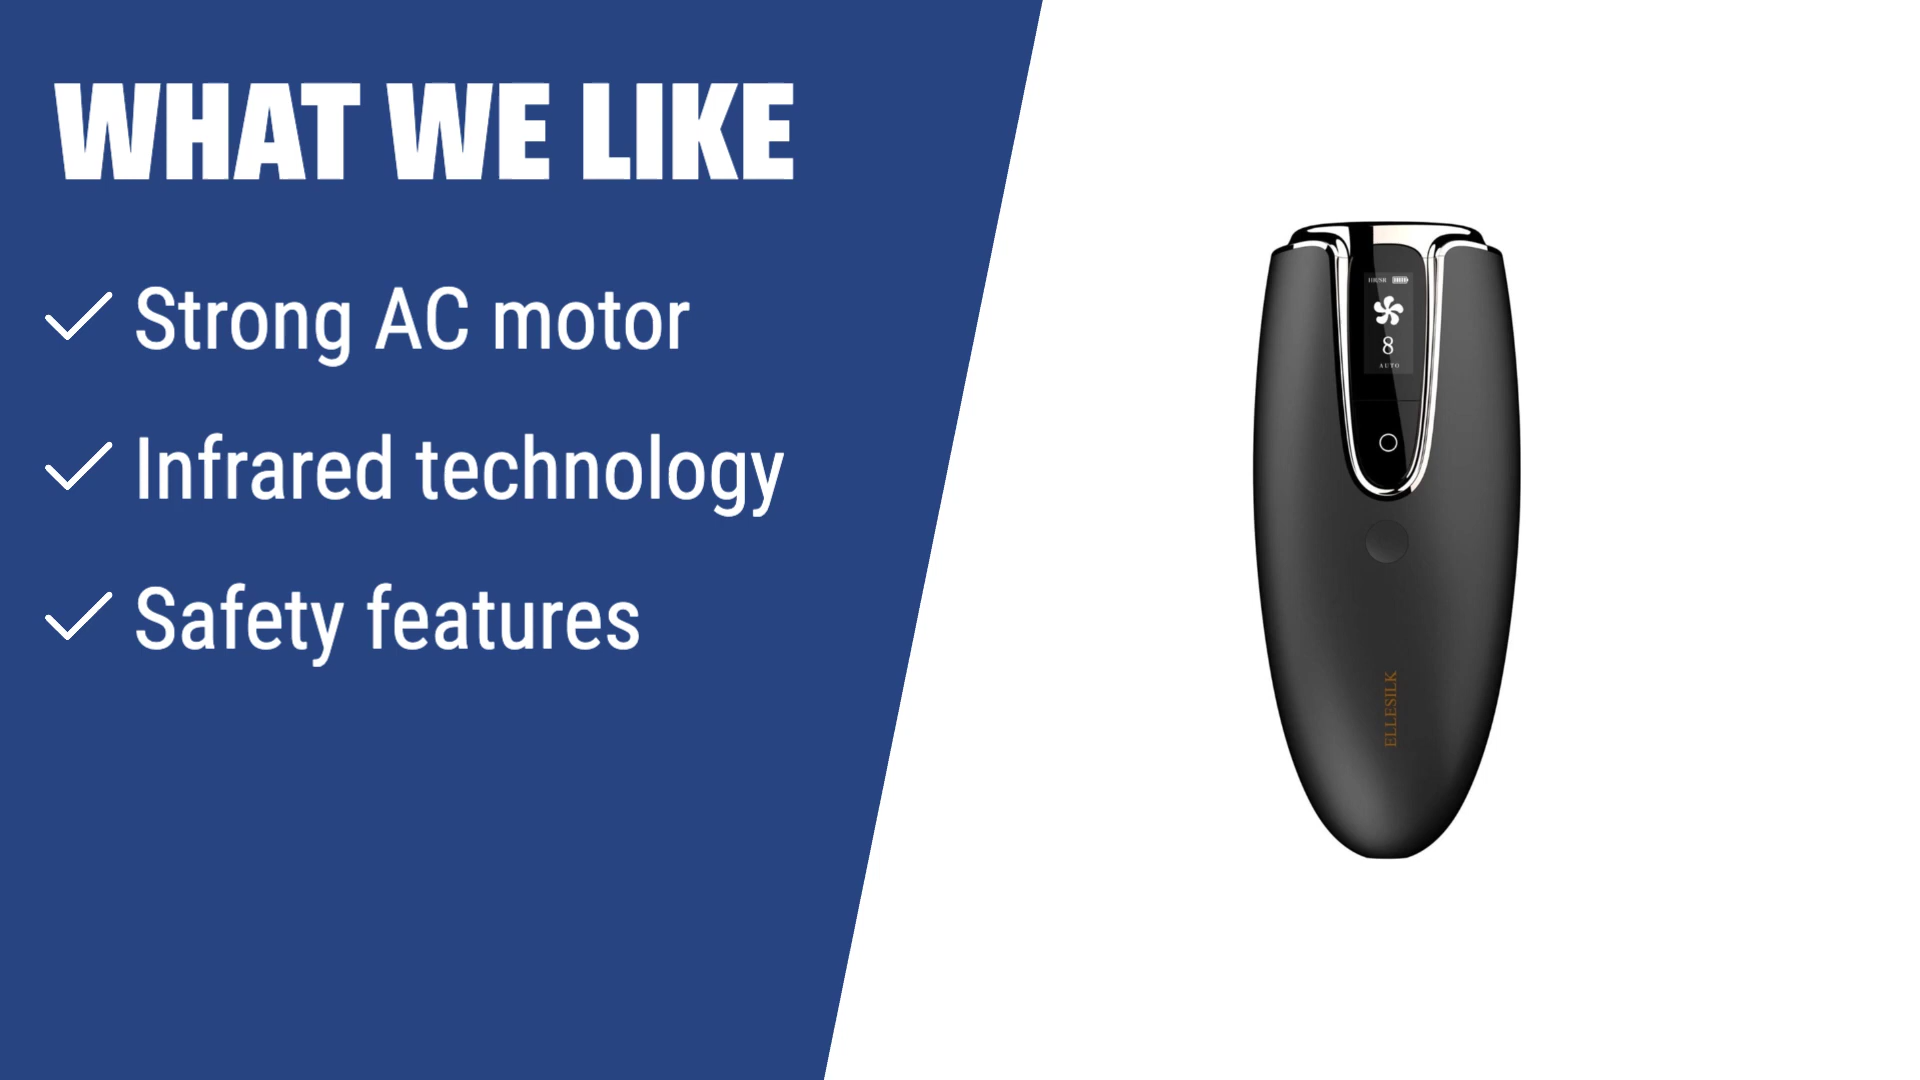 WHAT WE LIKE
Strong AC motor
Infrared technology
Safety features
8
AUTO
ELLESILK